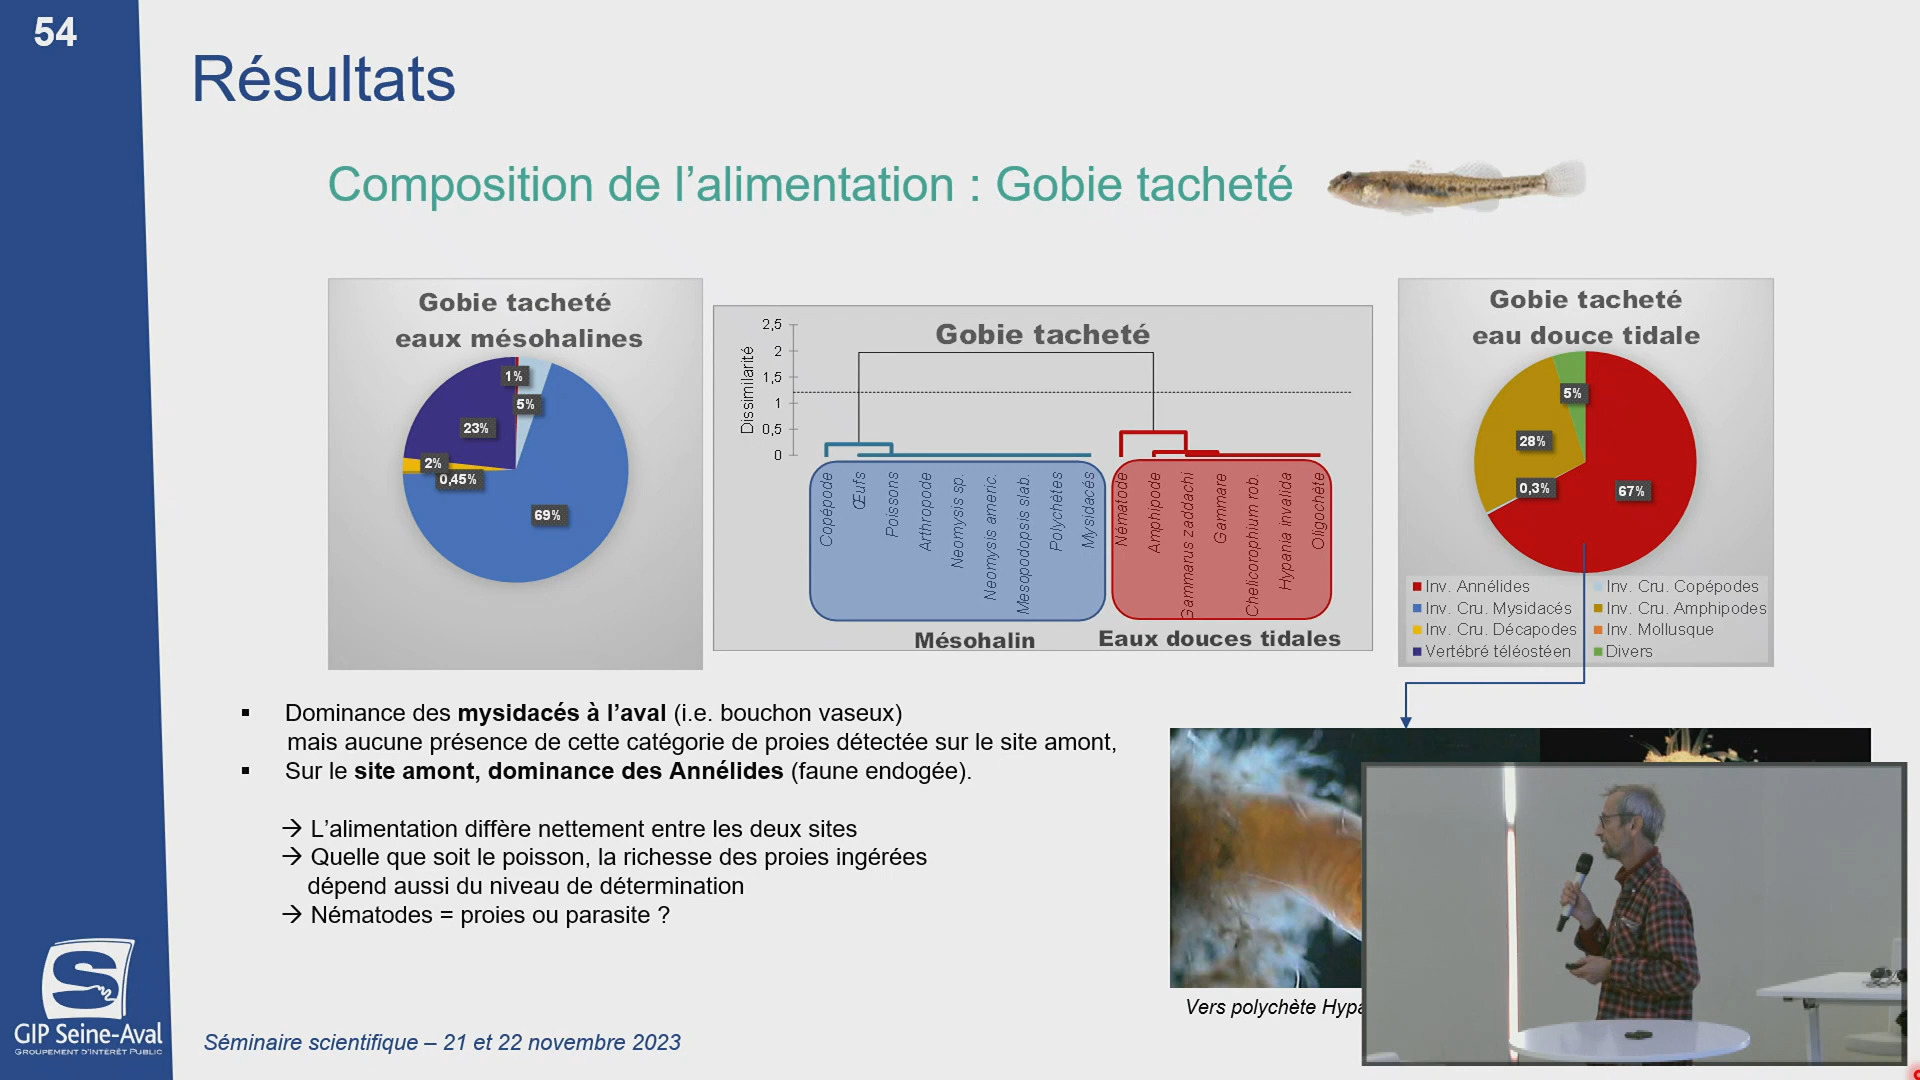 54
Résultats
Composition de l’alimentation : Gobie tacheté
Gobie tacheté
eaux mésohalines
1%
5%
23%
2%
0,45%
69%
Gobie tacheté
Dissimilarité
2,5
2
1,5
1
0,5
0
Copépode
Œufs
Poissons
Arthropode
Neomysis sp.
Neomysis americ.
Mesopodopsis slab.
Polychètes
Mysidacés
Nématode
Amphipode
Gammarus zaddachi
Gammare
Chelicorophium rob.
Hypania invalida
Oligochète
Mésohalin
Eaux douces tidales
Gobie tacheté
eau douce tidale
5%
28%
0,3%
67%
Inv. Annélides
Inv. Cru. Copépodes
Inv. Cru. Mysidacés
Inv. Cru. Amphipodes
Inv. Cru. Décapodes
Inv. Mollusque
Vertébré téléostéen
Divers
▪ Dominance des mysidacés à l’aval (i.e. bouchon vaseux)
mais aucune présence de cette catégorie de proies détectée sur le site amont,
▪ Sur le site amont, dominance des Annélides (faune endogée).
→ L’alimentation diffère nettement entre les deux sites
→ Quelle que soit le poisson, la richesse des proies ingérées
dépend aussi du niveau de détermination
→ Nématodes = proies ou parasite ?
Vers polychète Hypa
GIP Seine-Aval
GROUPEMENT D'INTÉRÊT PUBLIC
Séminaire scientifique – 21 et 22 novembre 2023